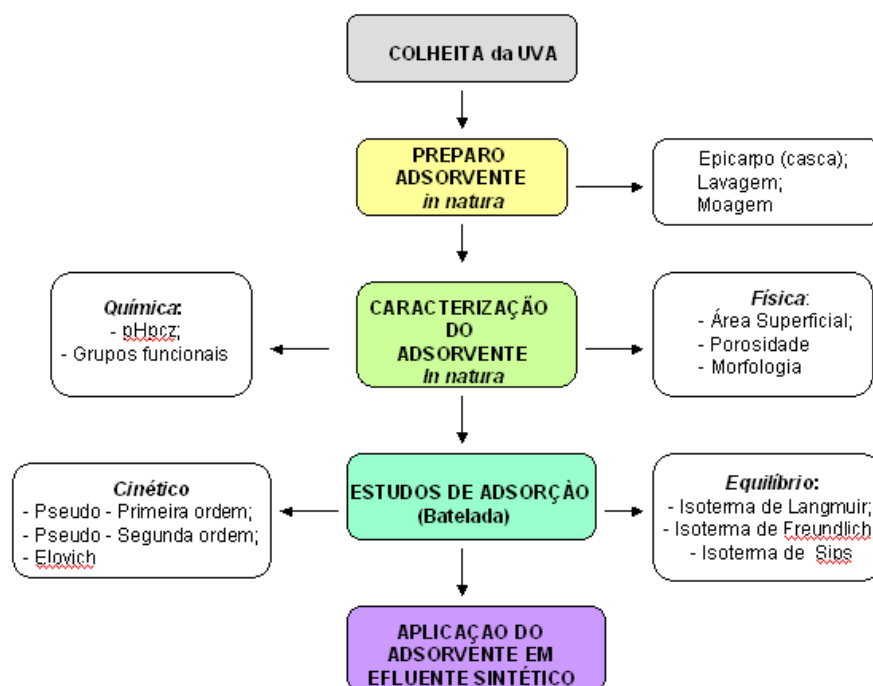 COLHEITA da UVA
PREPARO
ADSORVENTE
in natura
Epicarpo (casca);
Lavagem;
Moagem
Química:
- pHpcz;
- Grupos funcionais
CARACTERIZAÇÃO
DO
ADSORVENTE
In natura
Física:
- Área Superficial;
- Porosidade
- Morfologia
Cinético
- Pseudo - Primeira ordem;
- Pseudo - Segunda ordem;
- Elovich
ESTUDOS DE ADSORÇÃO
(Batelada)
Equilíbrio:
- Isoterma de Langmuir;
- Isoterma de Freundlich
- Isoterma de Sips
APLICAÇAO DO
ADSORVENTE EM
EFLUENTE SINTÉTICO